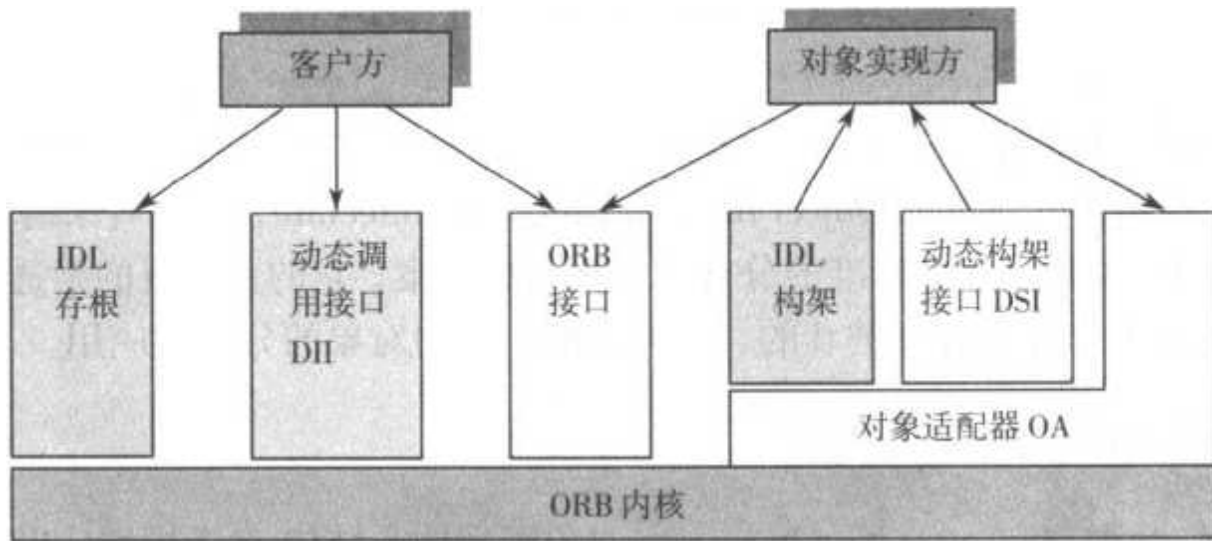 客户方
对象实现方
IDL
存根
动态调
用接口
DII
ORB
接口
IDL
构架
动态构架
接口 DSI
对象适配器 OA
ORB 内核